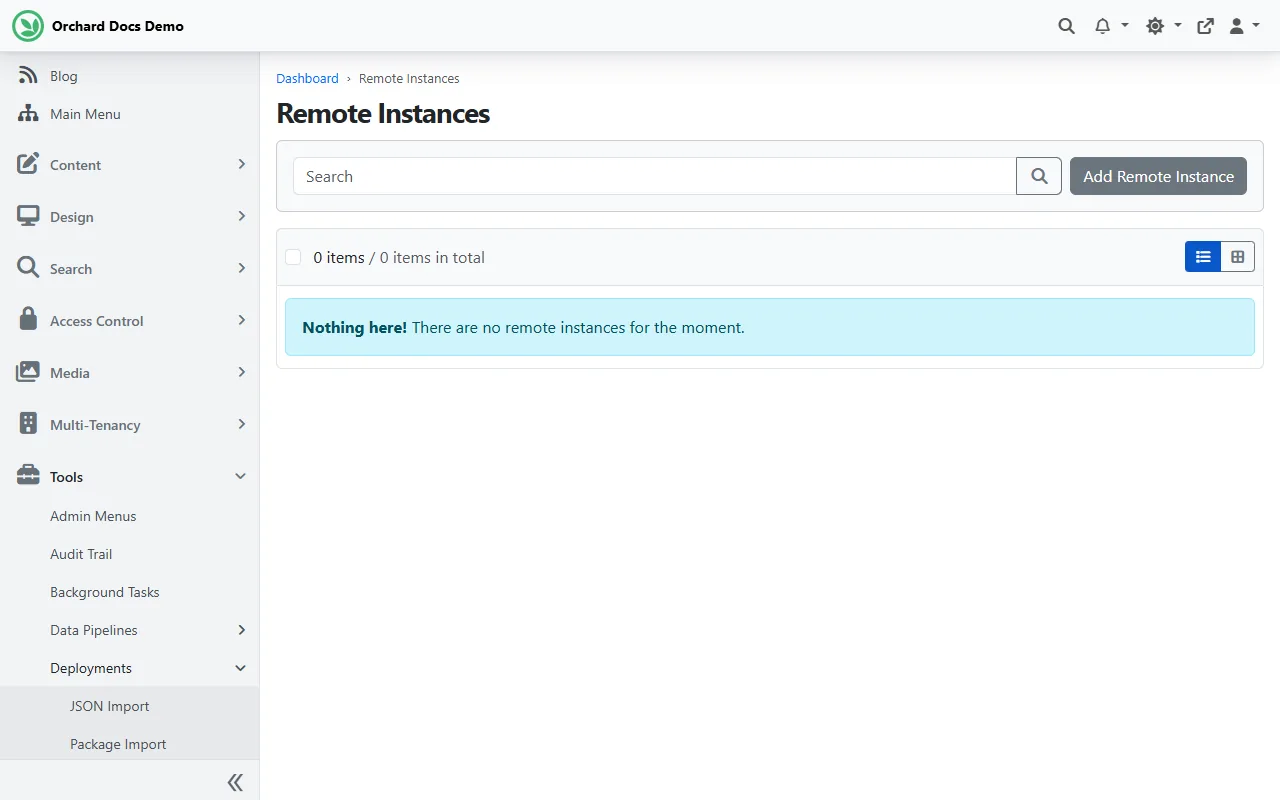 Orchard Docs Demo
Blog
Main Menu
Content
Design
Search
Access Control
Media
Multi-Tenancy
Tools
Admin Menus
Audit Trail
Background Tasks
Data Pipelines
Deployments
JSON Import
Package Import
Dashboard › Remote Instances
Remote Instances
Search
Add Remote Instance
0 items / 0 items in total
Nothing here! There are no remote instances for the moment.